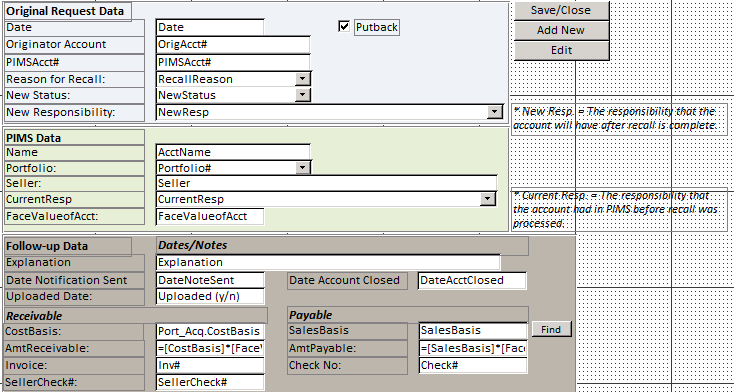 Original Request Data
Save/Close
Date Date Putback
Add New
Originator Account OrigAcct#
Edit
PIMSAcct# PIMSAcct#
Reason for Recall: RecallReason
New Status: NewStatus
New Responsibility: NewResp
* New Resp. = The responsibility that the
account will have after recall is complete.
PIMS Data
Name AcctName
Portfolio: Portfolio#
Seller: Seller
CurrentResp CurrentResp
* Current Resp. = The responsibility that
the account had in PIMS before recall was
processed.
FaceValueofAcct: FaceValueofAcct
Follow-up Data Dates/Notes
Explanation Explanation
Date Notification Sent DateNoteSent Date Account Closed DateAcctClosed
Uploaded Date: Uploaded (y/n)
Receivable Payable
CostBasis: Port_Acq.CostBasis SalesBasis SalesBasis Find
AmtReceivable: =[CostBasis]*[Face AmtPayable: =[SalesBasis]*[Fac
Invoice: Inv# Check No: Check#
SellerCheck#: SellerCheck#